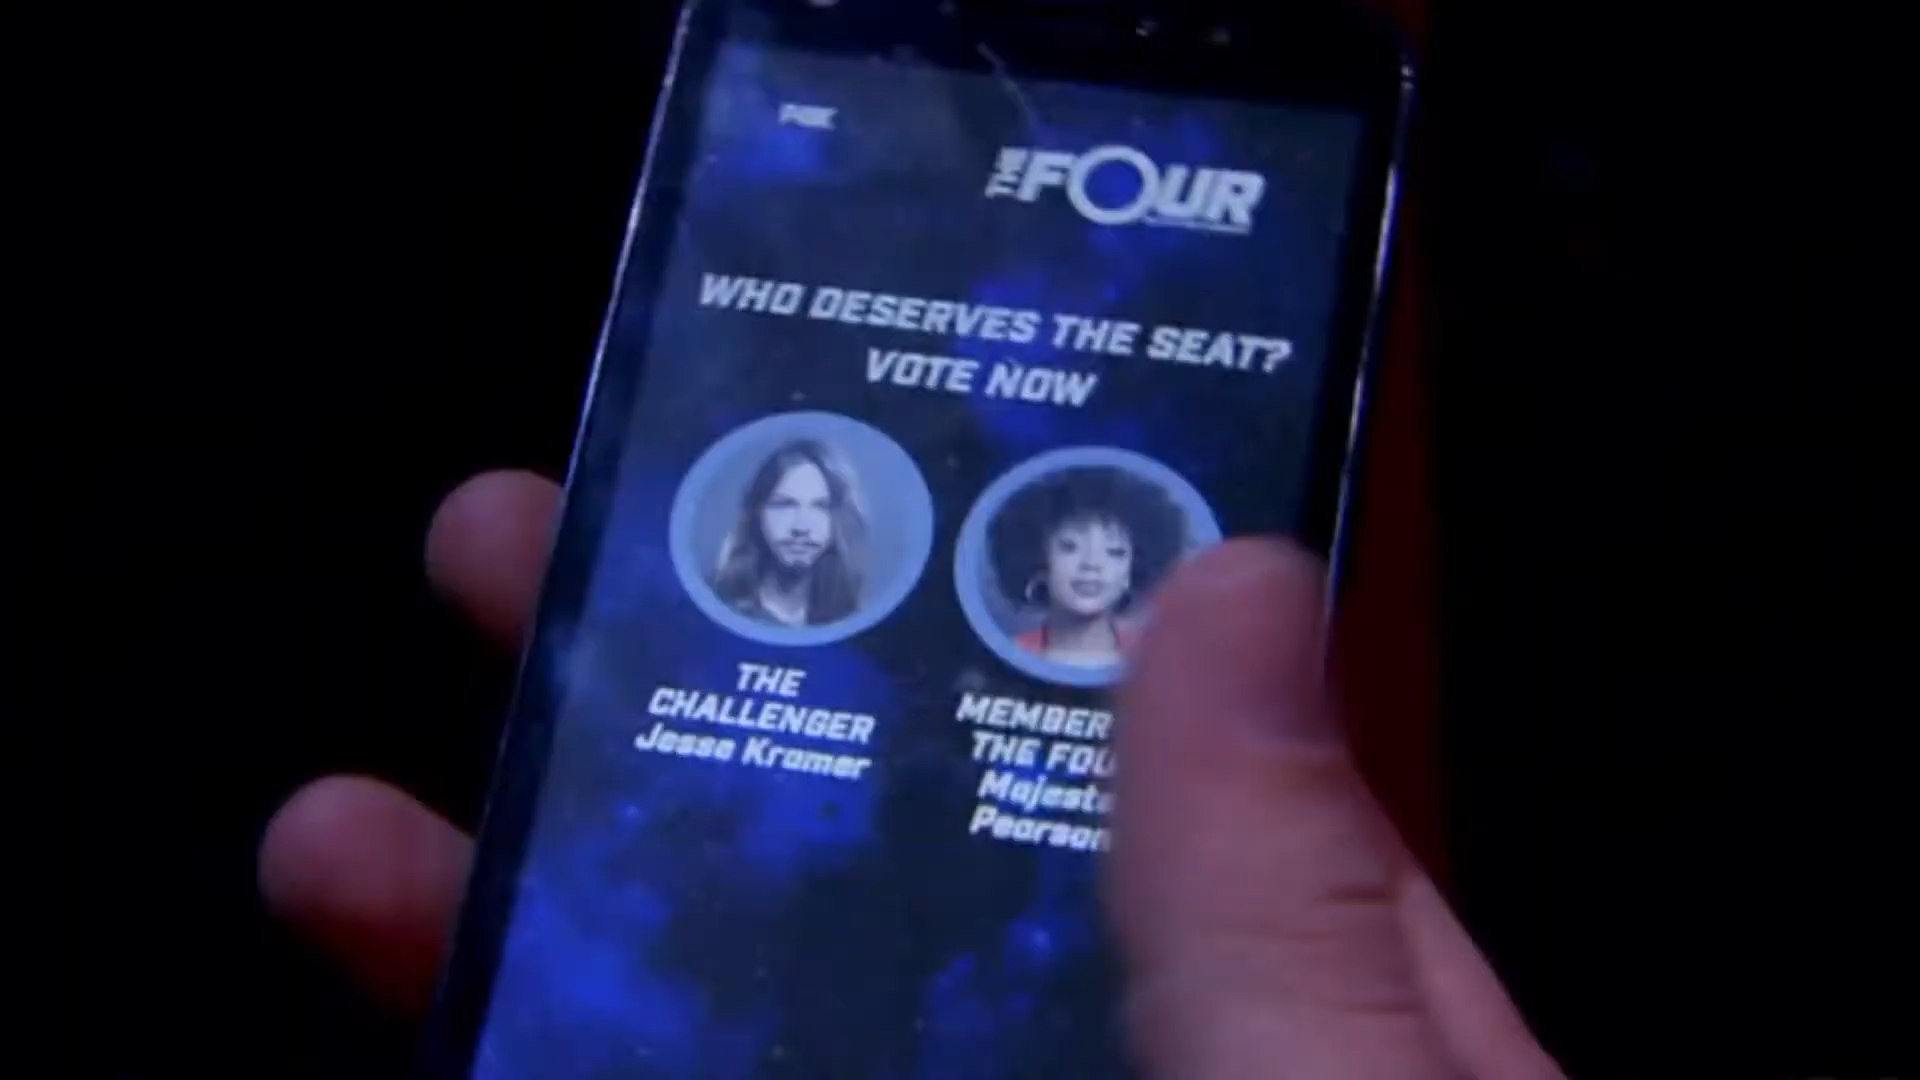 FOX
THE FOUR
WHO DESERVES THE SEAT?
VOTE NOW
THE
CHALLENGER
Jesse Kramer
MEMBER
THE FOU
Majest
Pearson